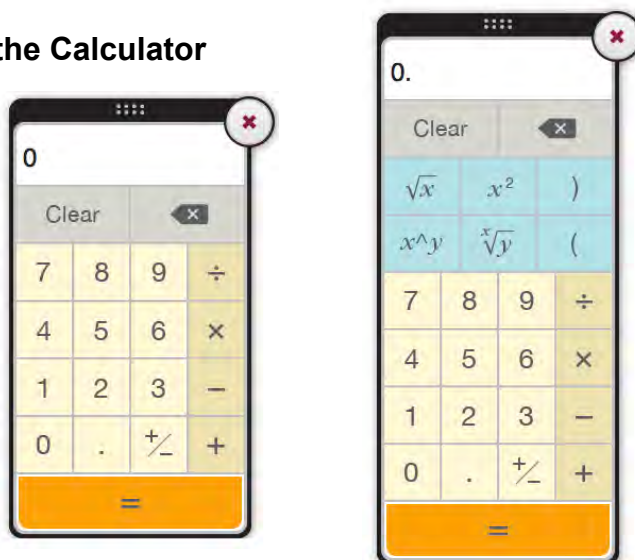 the Calculator
0
Clear
7 8 9 ÷
4 5 6 ×
1 2 3 −
0 . +/− +
=
0.
Clear
√x x² )
x^y ˣ√y (
7 8 9 ÷
4 5 6 ×
1 2 3 −
0 . +/− +
=